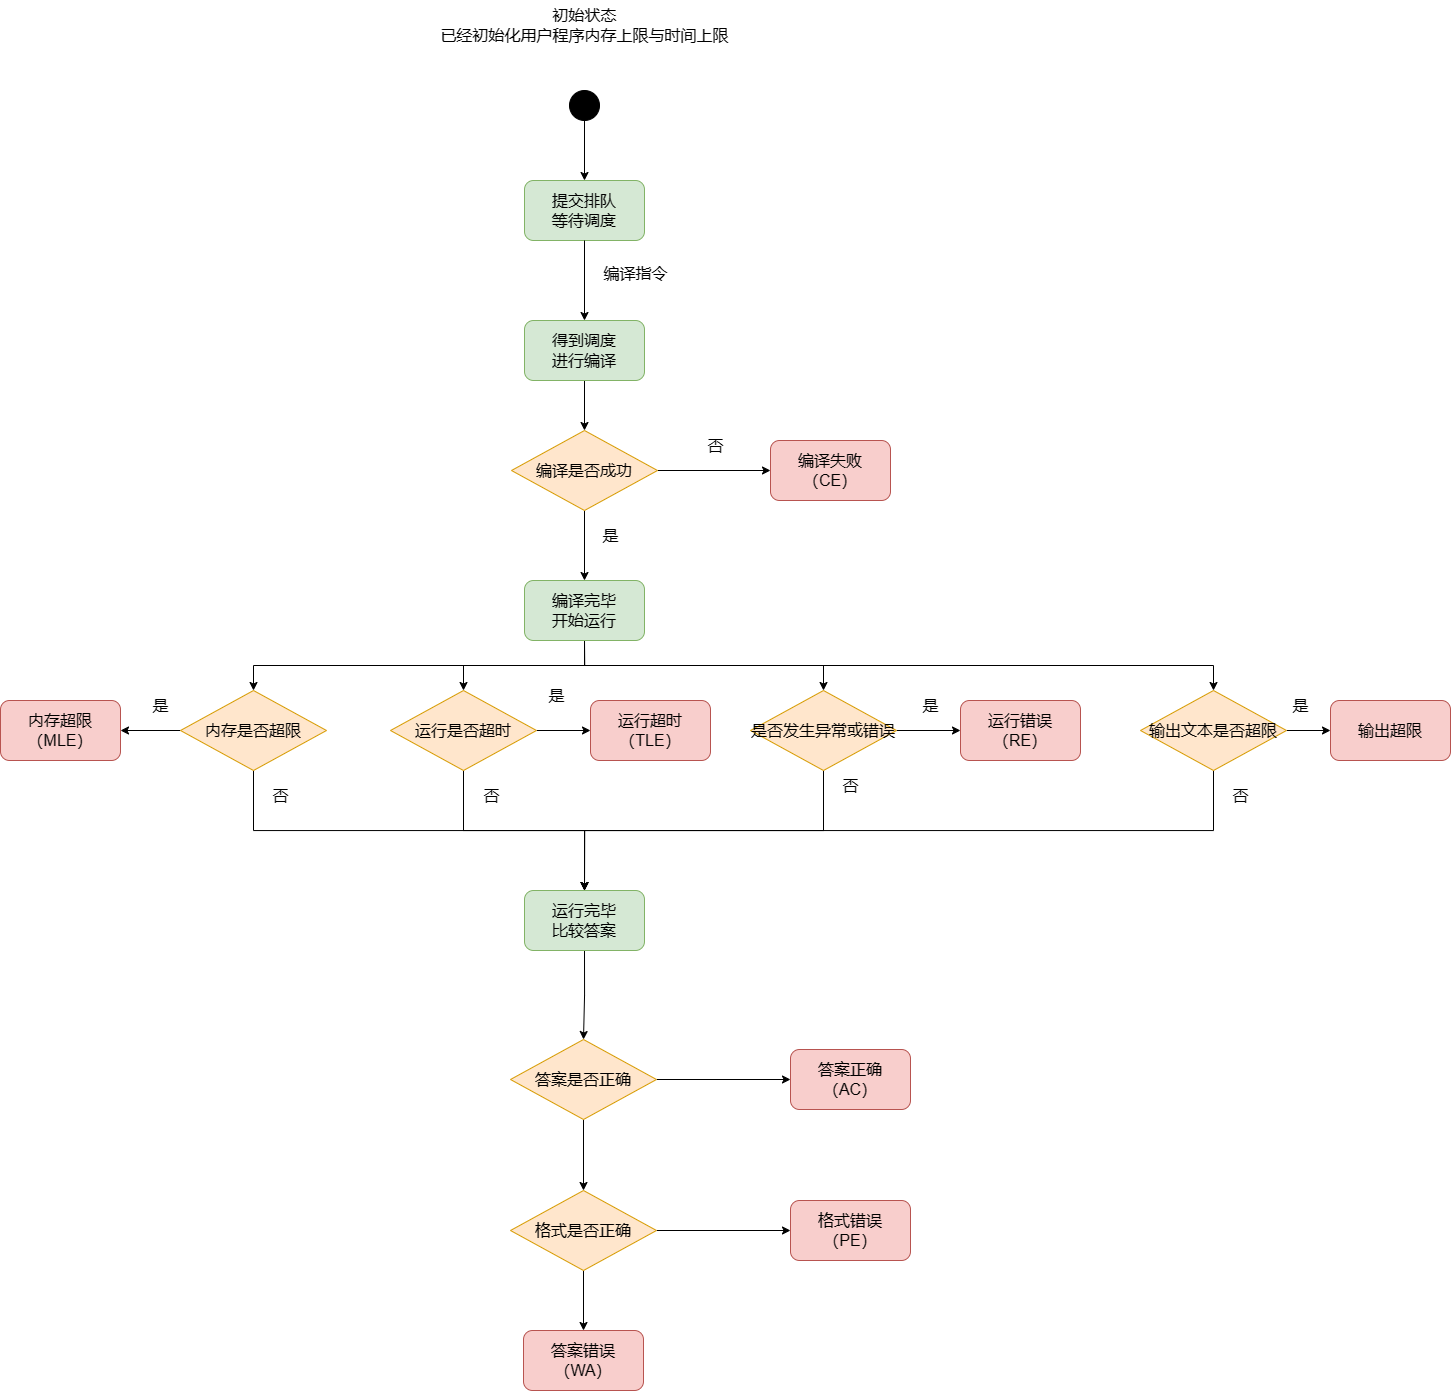 初始状态
已经初始化用户程序内存上限与时间上限
提交排队
等待调度
编译指令
得到调度
进行编译
编译是否成功
否
编译失败
（CE）
是
编译完毕
开始运行
内存超限
（MLE）
是
内存是否超限
否
运行是否超时
是
运行超时
（TLE）
否
是否发生异常或错误
是
运行错误
（RE）
否
输出文本是否超限
是
输出超限
否
运行完毕
比较答案
答案是否正确
答案正确
（AC）
格式是否正确
格式错误
（PE）
答案错误
（WA）